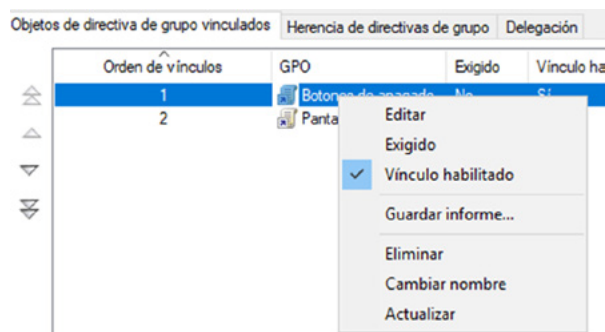 Objetos de directiva de grupo vinculados Herencia de directivas de grupo Delegación
Orden de vínculos GPO Exigido Vínculo ha
1 Botones de apagado No Sí
2 Panta
Editar
Exigido
Vínculo habilitado
Guardar informe...
Eliminar
Cambiar nombre
Actualizar